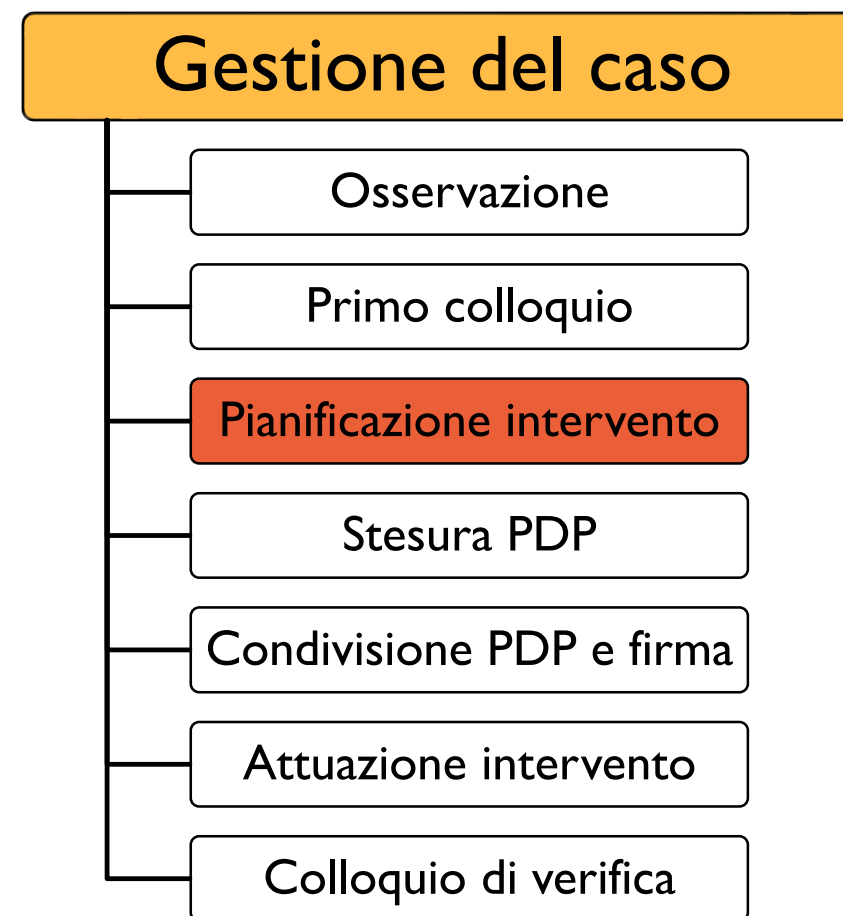 Gestione del caso
Osservazione
Primo colloquio
Pianificazione intervento
Stesura PDP
Condivisione PDP e firma
Attuazione intervento
Colloquio di verifica